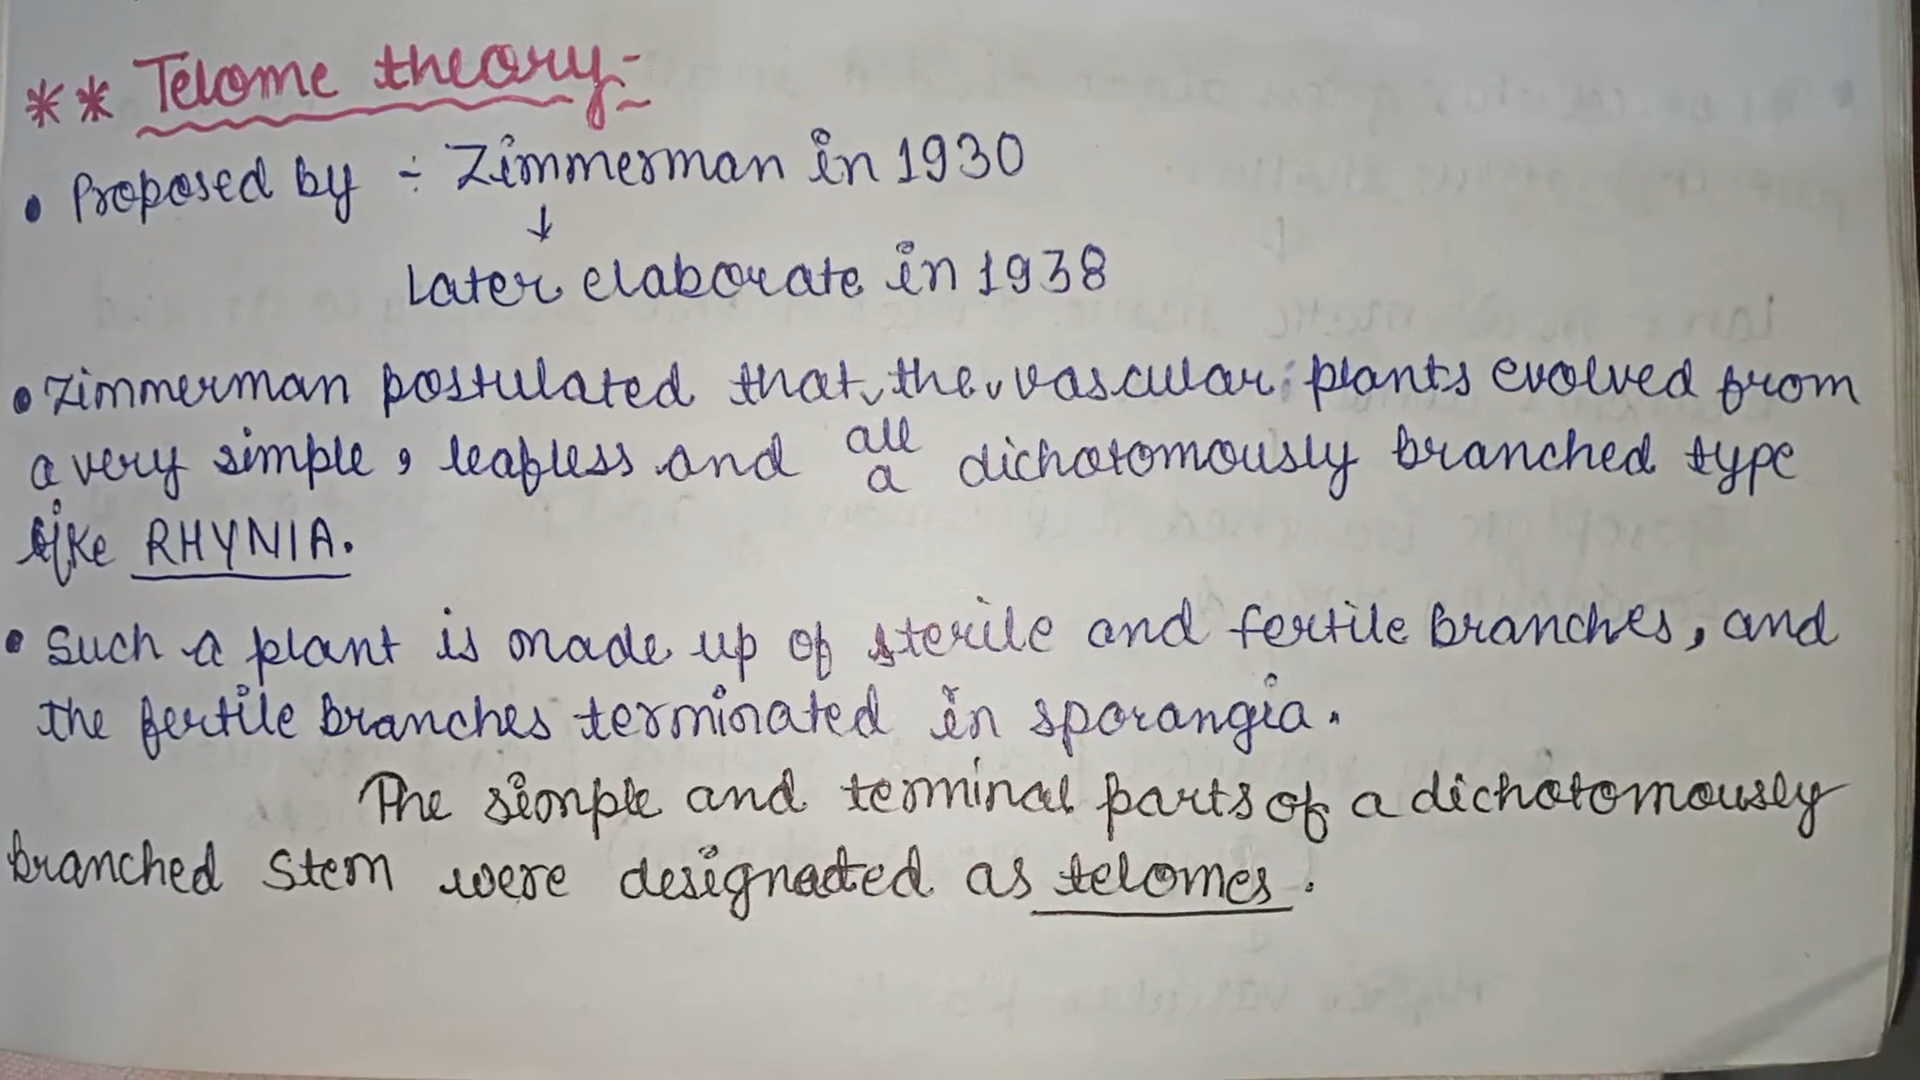 ** Telome theory:-
• Proposed by ÷ Zimmerman in 1930
↓
Later elaborate in 1938
• Zimmerman postulated that the vascular plants evolved from
a very simple, leafless and all a dichotomously branched type
like RHYNIA.
• Such a plant is made up of sterile and fertile branches, and
the fertile branches terminated in sporangia.
The simple and terminal parts of a dichotomously
branched stem were designated as telomes.